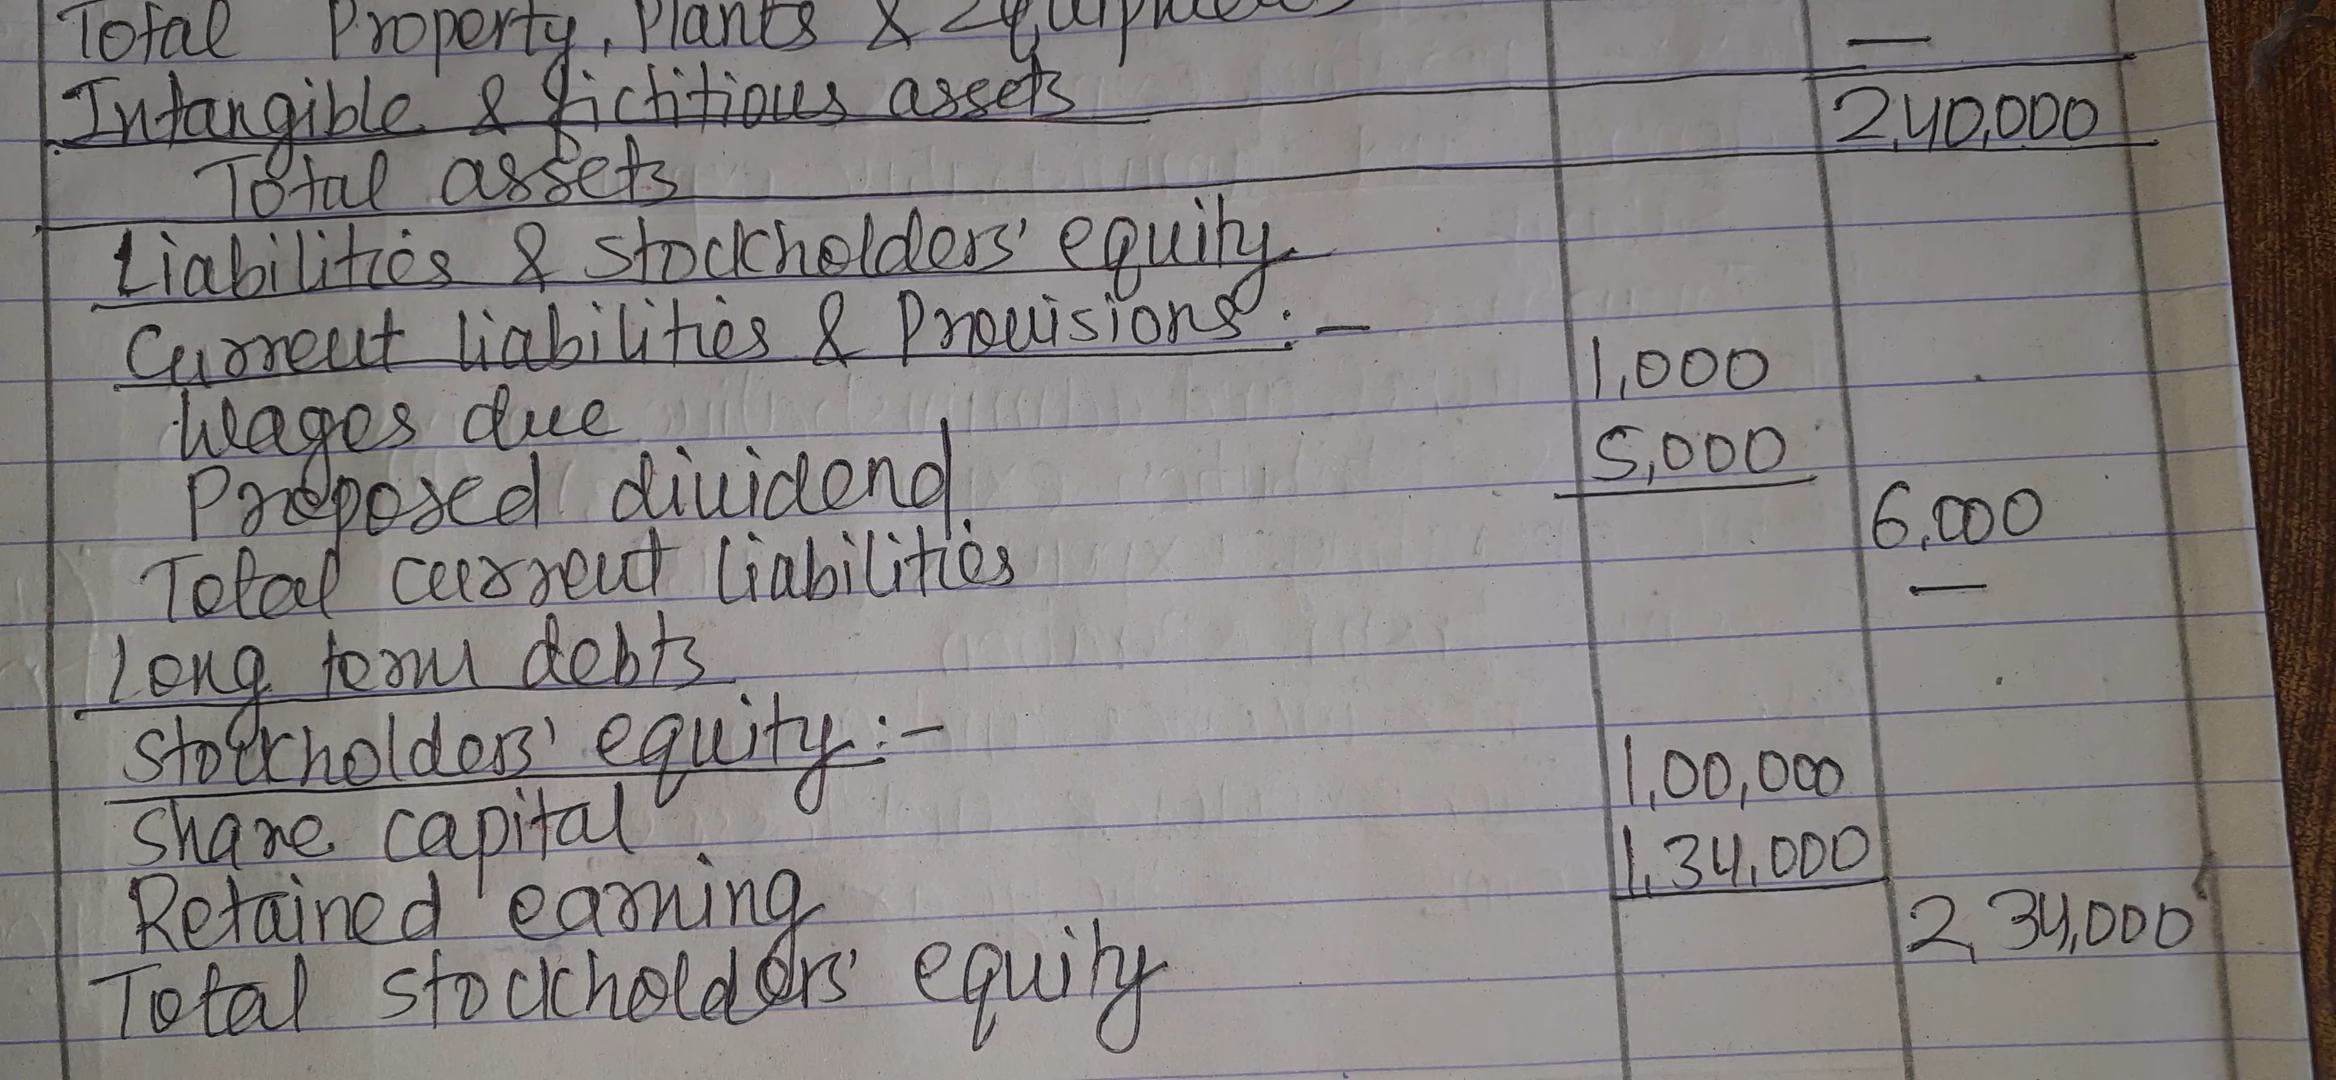 Total Property, Plants & Equipment
—
Intangible & fictitious assets
Total assets 2,40,000
Liabilities & stockholders' equity
Current liabilities & Provisions :-
Wages due 1,000
Proposed dividend 5,000
Total current liabilities 6,000
Long term debts —
Stockholders' equity :-
Share capital 1,00,000
Retained earning 1,34,000
Total stockholders' equity 2,34,000